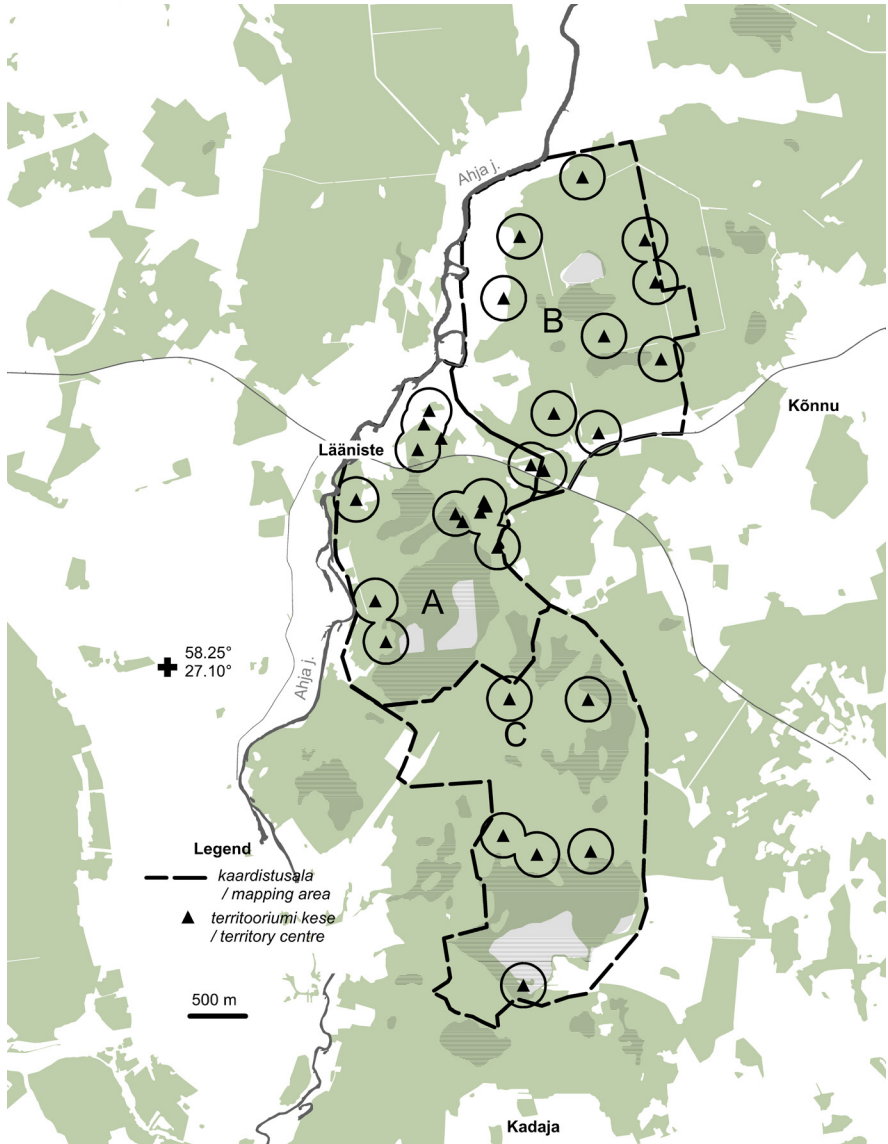 Ahja j.
B
Kõnnu
Lääniste
A
58.25°
27.10°
Ahja j.
C
Legend
kaardistusala
/ mapping area
territooriumi kese
/ territory centre
500 m
Kadaja